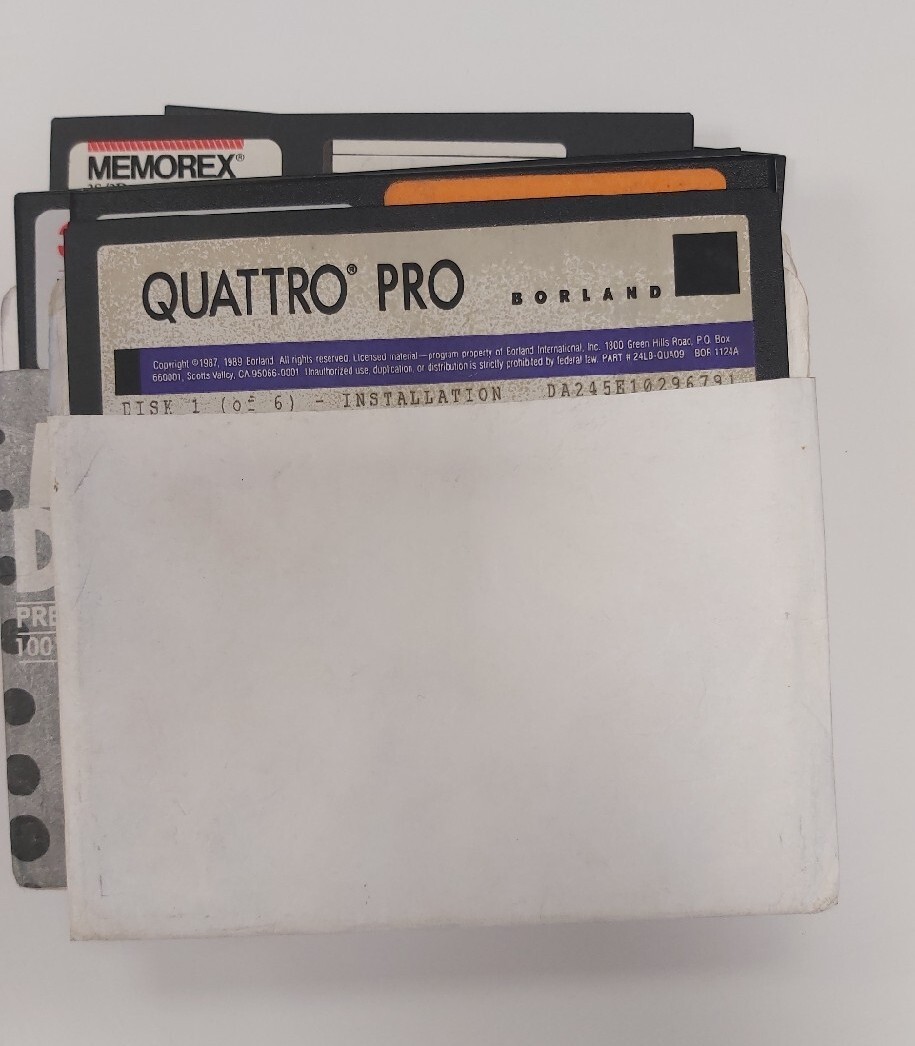 MEMOREX®
QUATTRO® PRO
BORLAND
Copyright ©1987, 1989 Borland All rights reserved. Licensed material—program property of Borland International, Inc. 1800 Green Hills Road, P.O. Box
660001, Scotts Valley, CA 95066-0001 Unauthorized use, duplication, or distribution is strictly prohibited by federal law. PART # 24LB-QUA09 BOR 1124A
DISK 1 (of 6) - INSTALLATION DA245E10296791
D
PRE
100